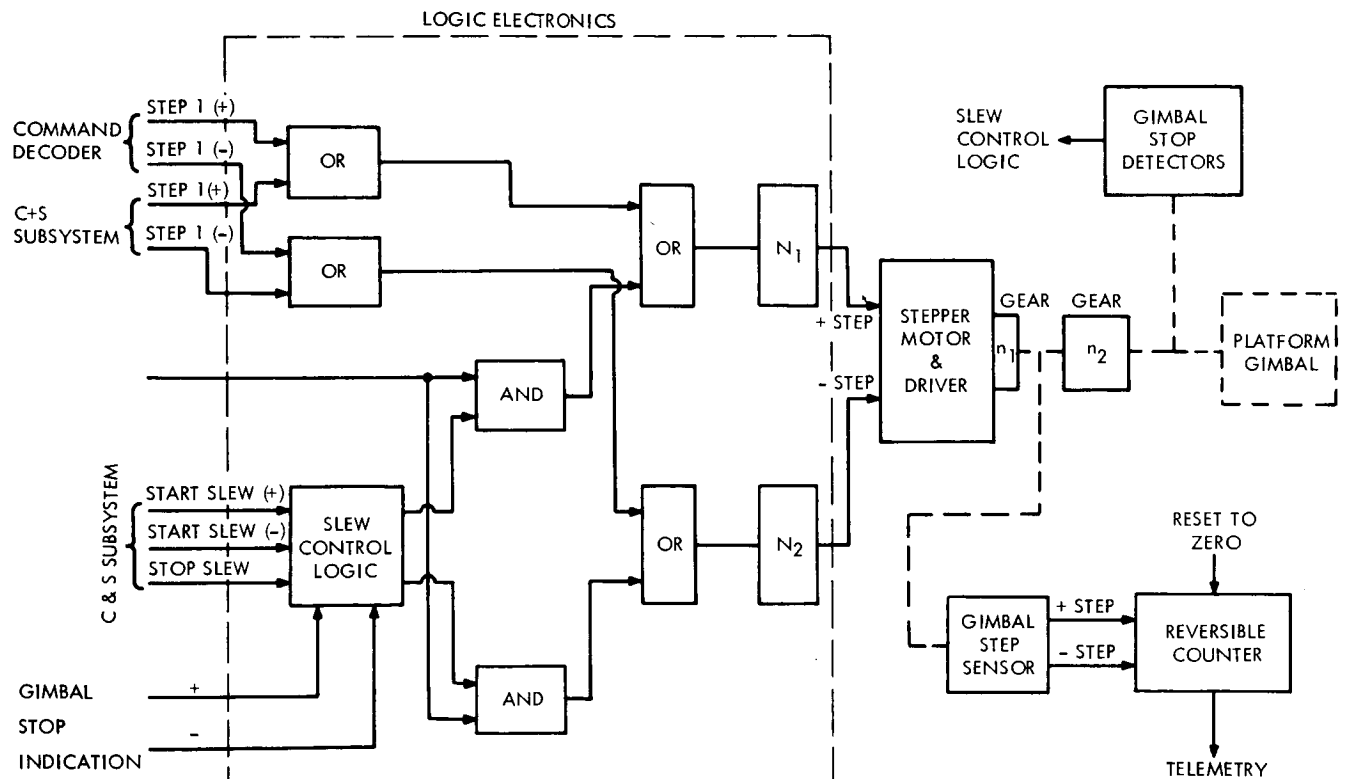 LOGIC ELECTRONICS
COMMAND DECODER
STEP 1 (+)
STEP 1 (-)
C+S SUBSYSTEM
STEP 1(+)
STEP 1 (-)
OR
OR
OR
N1
AND
C & S SUBSYSTEM
START SLEW (+)
START SLEW (-)
STOP SLEW
SLEW
CONTROL
LOGIC
OR
N2
AND
GIMBAL
STOP
INDICATION
+
-
+ STEP
- STEP
STEPPER
MOTOR
&
DRIVER
GEAR
n1
GEAR
n2
SLEW
CONTROL
LOGIC
GIMBAL
STOP
DETECTORS
PLATFORM
GIMBAL
GIMBAL
STEP
SENSOR
+ STEP
- STEP
RESET TO
ZERO
REVERSIBLE
COUNTER
TELEMETRY